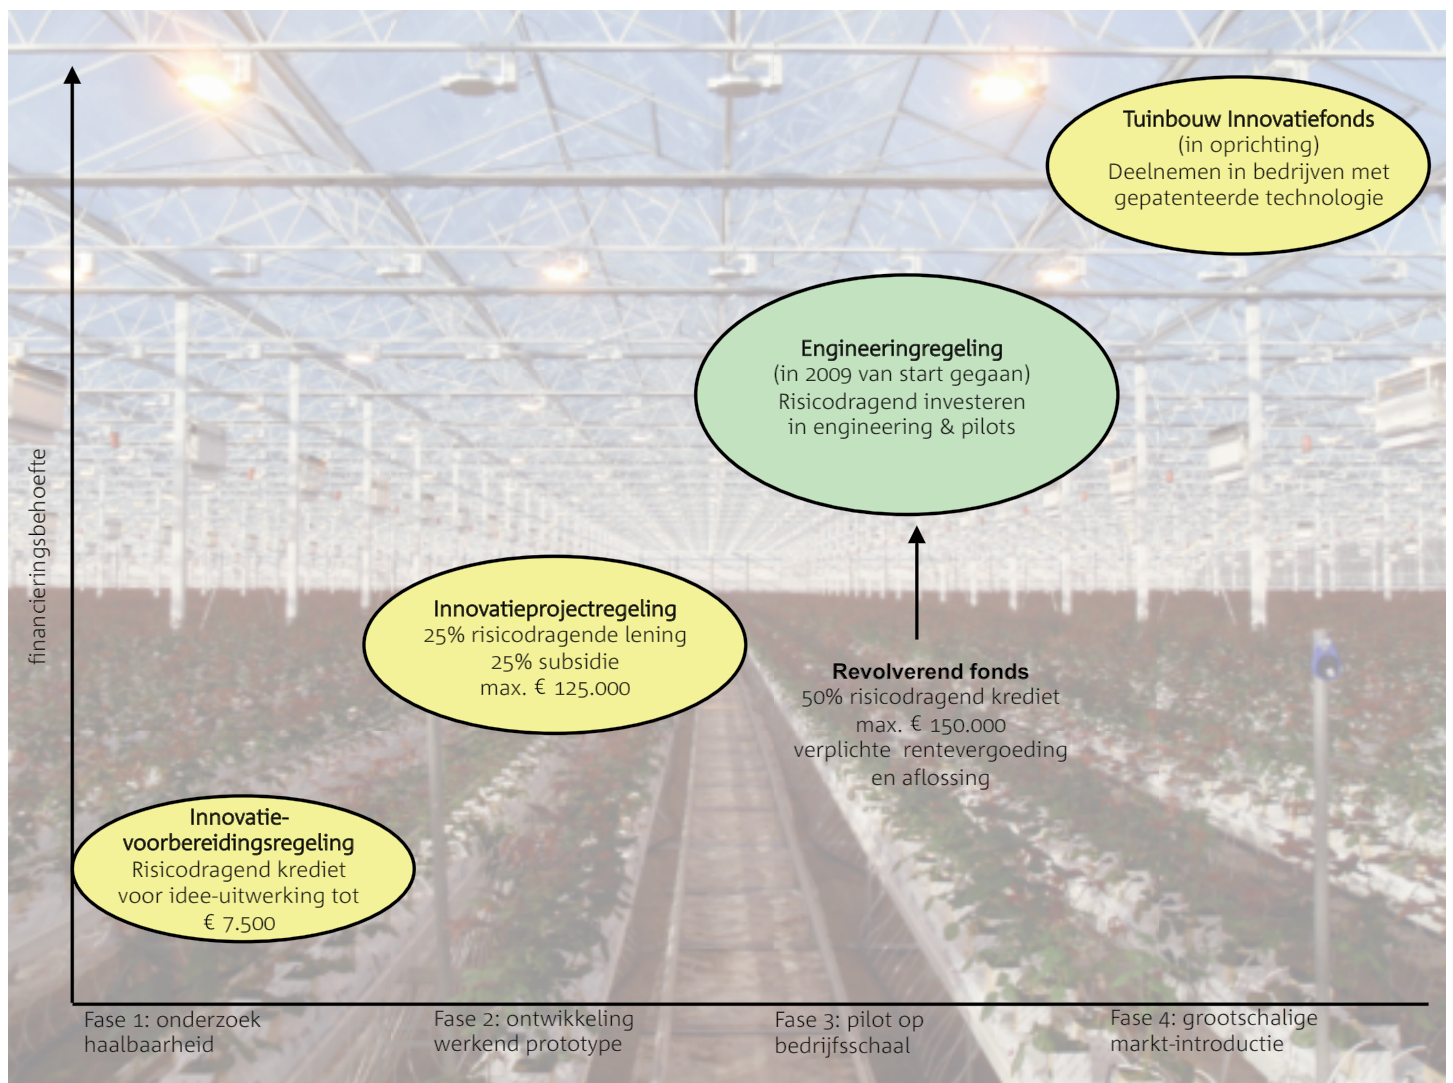 Tuinbouw Innovatiefonds
(in oprichting)
Deelnemen in bedrijven met
gepatenteerde technologie
Engineeringregeling
(in 2009 van start gegaan)
Risicodragend investeren
in engineering & pilots
financieringsbehoefte
Innovatieprojectregeling
25% risicodragende lening
25% subsidie
max. € 125.000
Revolverend fonds
50% risicodragend krediet
max. € 150.000
verplichte rentevergoeding
en aflossing
Innovatie-
voorbereidingsregeling
Risicodragend krediet
voor idee-uitwerking tot
€ 7.500
Fase 1: onderzoek
haalbaarheid
Fase 2: ontwikkeling
werkend prototype
Fase 3: pilot op
bedrijfsschaal
Fase 4: grootschalige
markt-introductie